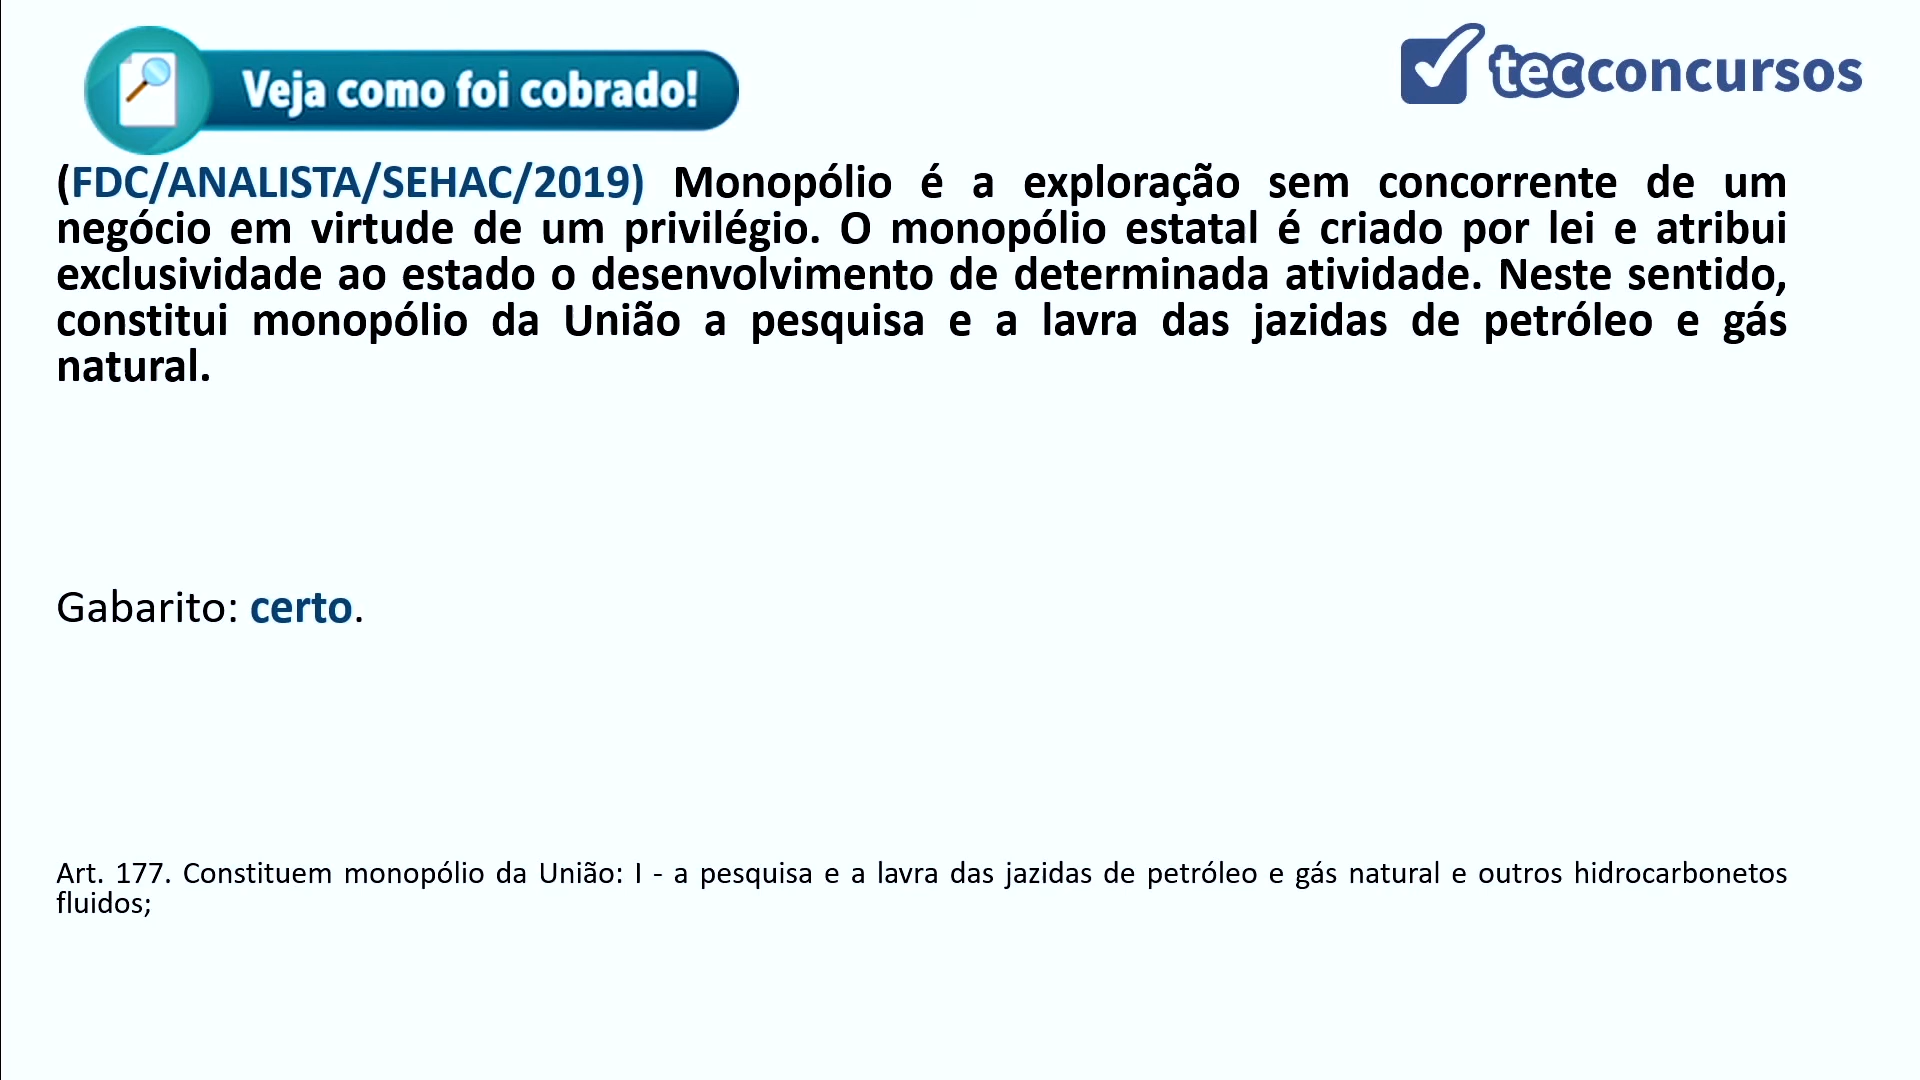 Veja como foi cobrado!
tecconcursos
(FDC/ANALISTA/SEHAC/2019) Monopólio é a exploração sem concorrente de um
negócio em virtude de um privilégio. O monopólio estatal é criado por lei e atribui
exclusividade ao estado o desenvolvimento de determinada atividade. Neste sentido,
constitui monopólio da União a pesquisa e a lavra das jazidas de petróleo e gás
natural.
Gabarito: certo.
Art. 177. Constituem monopólio da União: I - a pesquisa e a lavra das jazidas de petróleo e gás natural e outros hidrocarbonetos
fluidos;